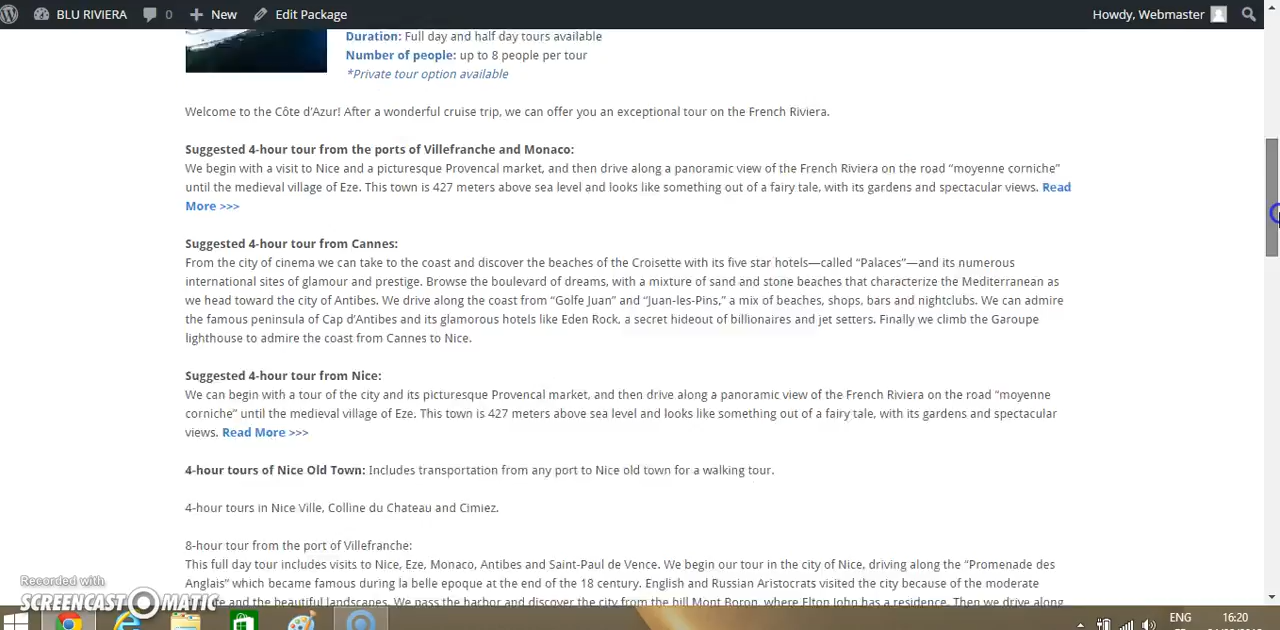 BLU RIVIERA 0 New Edit Package Howdy, Webmaster
Duration: Full day and half day tours available
Number of people: up to 8 people per tour
*Private tour option available
Welcome to the Côte d'Azur! After a wonderful cruise trip, we can offer you an exceptional tour on the French Riviera.
Suggested 4-hour tour from the ports of Villefranche and Monaco:
We begin with a visit to Nice and a picturesque Provencal market, and then drive along a panoramic view of the French Riviera on the road “moyenne corniche”
until the medieval village of Eze. This town is 427 meters above sea level and looks like something out of a fairy tale, with its gardens and spectacular views. Read
More >>>
Suggested 4-hour tour from Cannes:
From the city of cinema we can take to the coast and discover the beaches of the Croisette with its five star hotels—called “Palaces”—and its numerous
international sites of glamour and prestige. Browse the boulevard of dreams, with a mixture of sand and stone beaches that characterize the Mediterranean as
we head toward the city of Antibes. We drive along the coast from “Golfe Juan” and “Juan-les-Pins,” a mix of beaches, shops, bars and nightclubs. We can admire
the famous peninsula of Cap d'Antibes and its glamorous hotels like Eden Rock, a secret hideout of billionaires and jet setters. Finally we climb the Garoupe
lighthouse to admire the coast from Cannes to Nice.
Suggested 4-hour tour from Nice:
We can begin with a tour of the city and its picturesque Provencal market, and then drive along a panoramic view of the French Riviera on the road “moyenne
corniche” until the medieval village of Eze. This town is 427 meters above sea level and looks like something out of a fairy tale, with its gardens and spectacular
views. Read More >>>
4-hour tours of Nice Old Town: Includes transportation from any port to Nice old town for a walking tour.
4-hour tours in Nice Ville, Colline du Chateau and Cimiez.
8-hour tour from the port of Villefranche:
This full day tour includes visits to Nice, Eze, Monaco, Antibes and Saint-Paul de Vence. We begin our tour in the city of Nice, driving along the “Promenade des
Anglais” which became famous during la belle epoque at the end of the 18 century. English and Russian Aristocrats visited the city because of the moderate
and the beautiful landscapes. We pass the harbor and discover the city from the hill Mont Boron, where Elton John has a residence. Then we drive along
Recorded with
SCREENCAST-O-MATIC
ENG 16:20